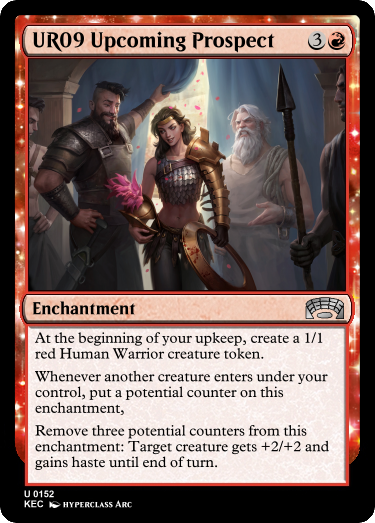 UR09 Upcoming Prospect 3
Enchantment
At the beginning of your upkeep, create a 1/1
red Human Warrior creature token.
Whenever another creature enters under your
control, put a potential counter on this
enchantment,
Remove three potential counters from this
enchantment: Target creature gets +2/+2 and
gains haste until end of turn.
U 0152
KEC HYPERCLASS ARC